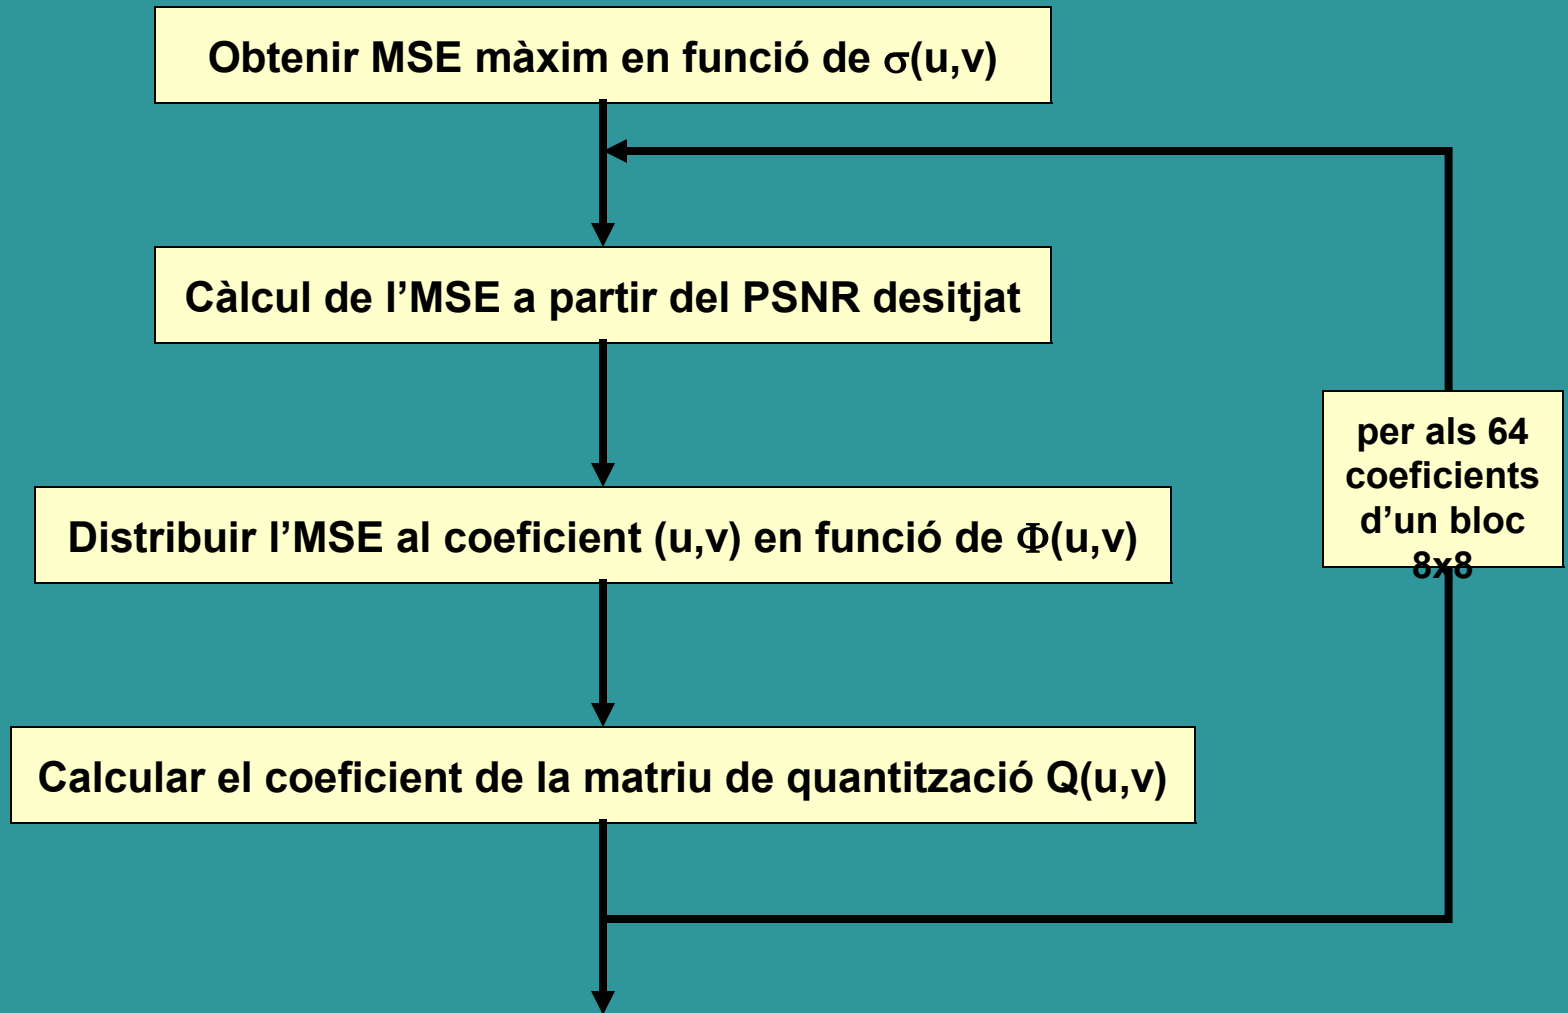 Obtenir MSE màxim en funció de σ(u,v)
Càlcul de l’MSE a partir del PSNR desitjat
per als 64
coeficients
d’un bloc
8x8
Distribuir l’MSE al coeficient (u,v) en funció de Φ(u,v)
Calcular el coeficient de la matriu de quantització Q(u,v)